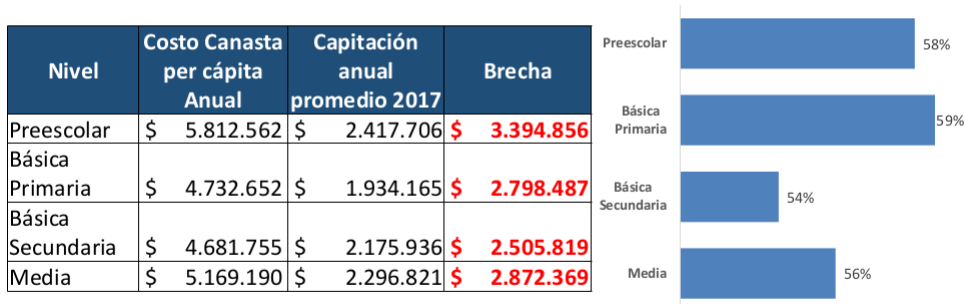 Nivel
Costo Canasta
per cápita
Anual
Capitación
anual
promedio 2017
Brecha
Preescolar $ 5.812.562 $ 2.417.706 $ 3.394.856
Básica
Primaria $ 4.732.652 $ 1.934.165 $ 2.798.487
Básica
Secundaria $ 4.681.755 $ 2.175.936 $ 2.505.819
Media $ 5.169.190 $ 2.296.821 $ 2.872.369
Preescolar 58%
Básica
Primaria 59%
Básica
Secundaria 54%
Media 56%